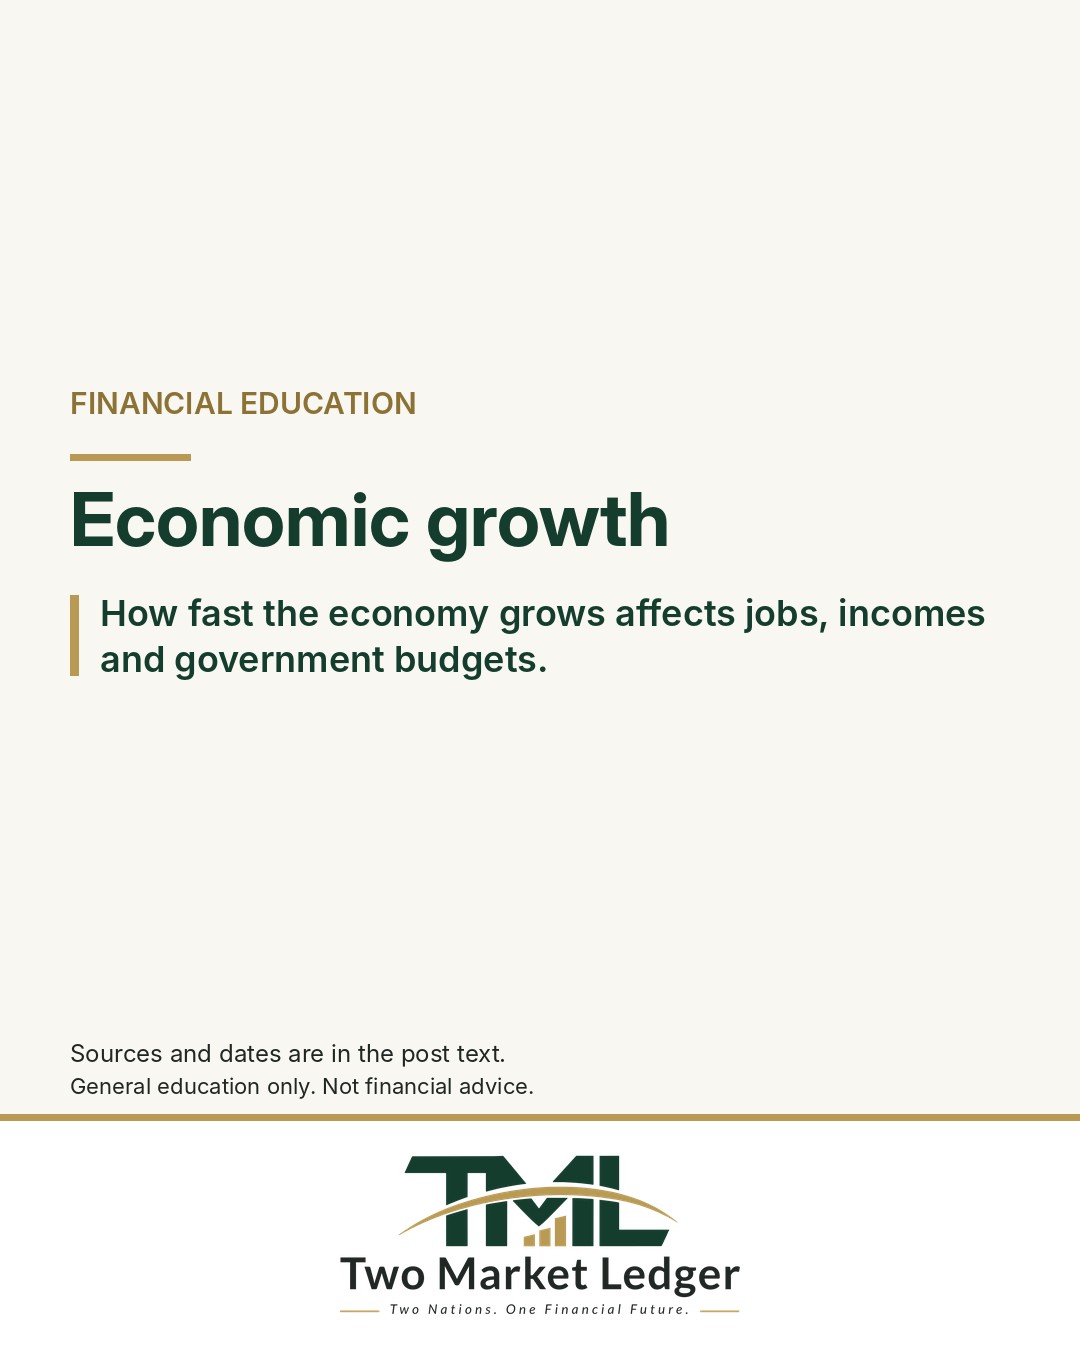 FINANCIAL EDUCATION
Economic growth
How fast the economy grows affects jobs, incomes
and government budgets.
Sources and dates are in the post text.
General education only. Not financial advice.
TML
Two Market Ledger
Two Nations. One Financial Future.